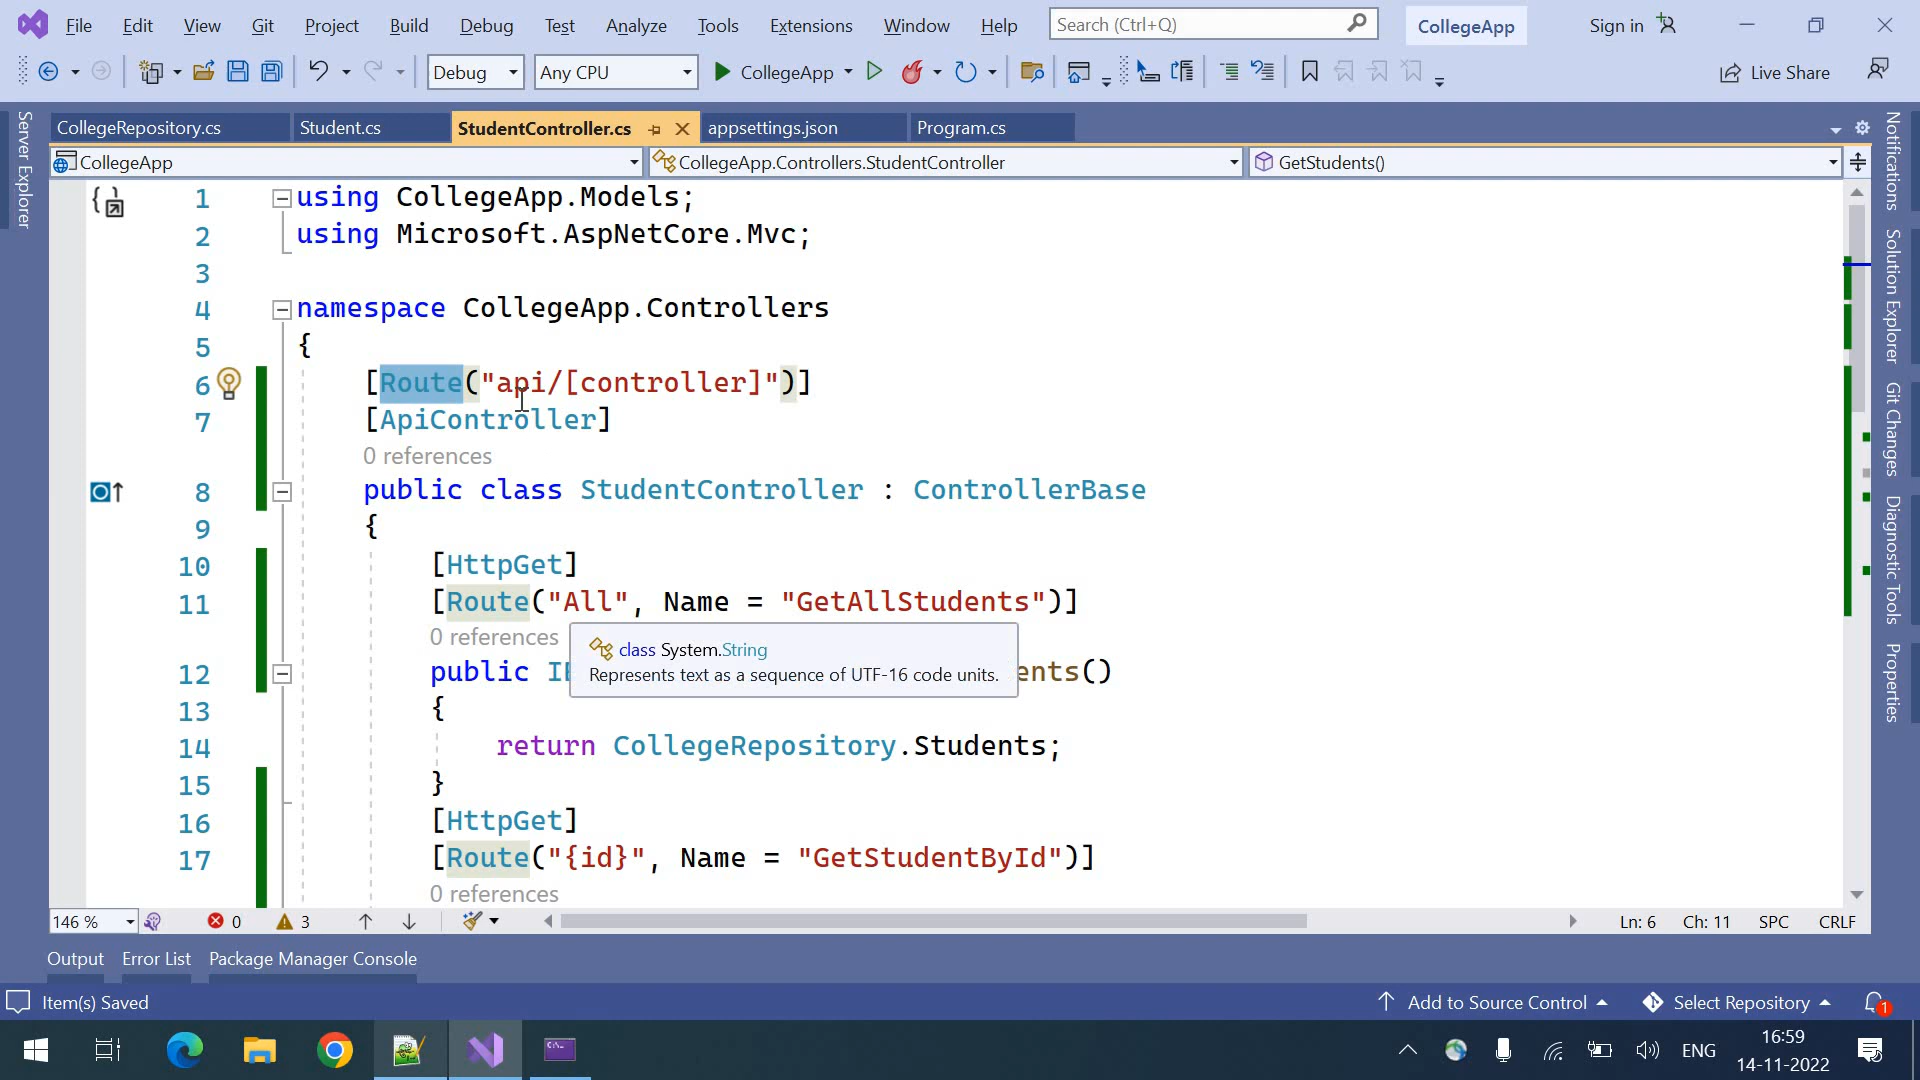 File Edit View Git Project Build Debug Test Analyze Tools Extensions Window Help Search (Ctrl+Q) CollegeApp Sign in
Debug Any CPU CollegeApp Live Share
Server Explorer
CollegeRepository.cs Student.cs StudentController.cs appsettings.json Program.cs
CollegeApp CollegeApp.Controllers.StudentController GetStudents()
1 using CollegeApp.Models;
2 using Microsoft.AspNetCore.Mvc;
3
4 namespace CollegeApp.Controllers
5 {
6 [Route("api/[controller]")]
7 [ApiController]
0 references
8 public class StudentController : ControllerBase
9 {
10 [HttpGet]
11 [Route("All", Name = "GetAllStudents")]
0 references
class System.String
Represents text as a sequence of UTF-16 code units.
12 public ents()
13 {
14 return CollegeRepository.Students;
15 }
16 [HttpGet]
17 [Route("{id}", Name = "GetStudentById")]
0 references
Notifications
Solution Explorer
Git Changes
Diagnostic Tools
Properties
146 % 0 3 Ln: 6 Ch: 11 SPC CRLF
Output Error List Package Manager Console
Item(s) Saved Add to Source Control Select Repository 1
ENG 16:59
14-11-2022